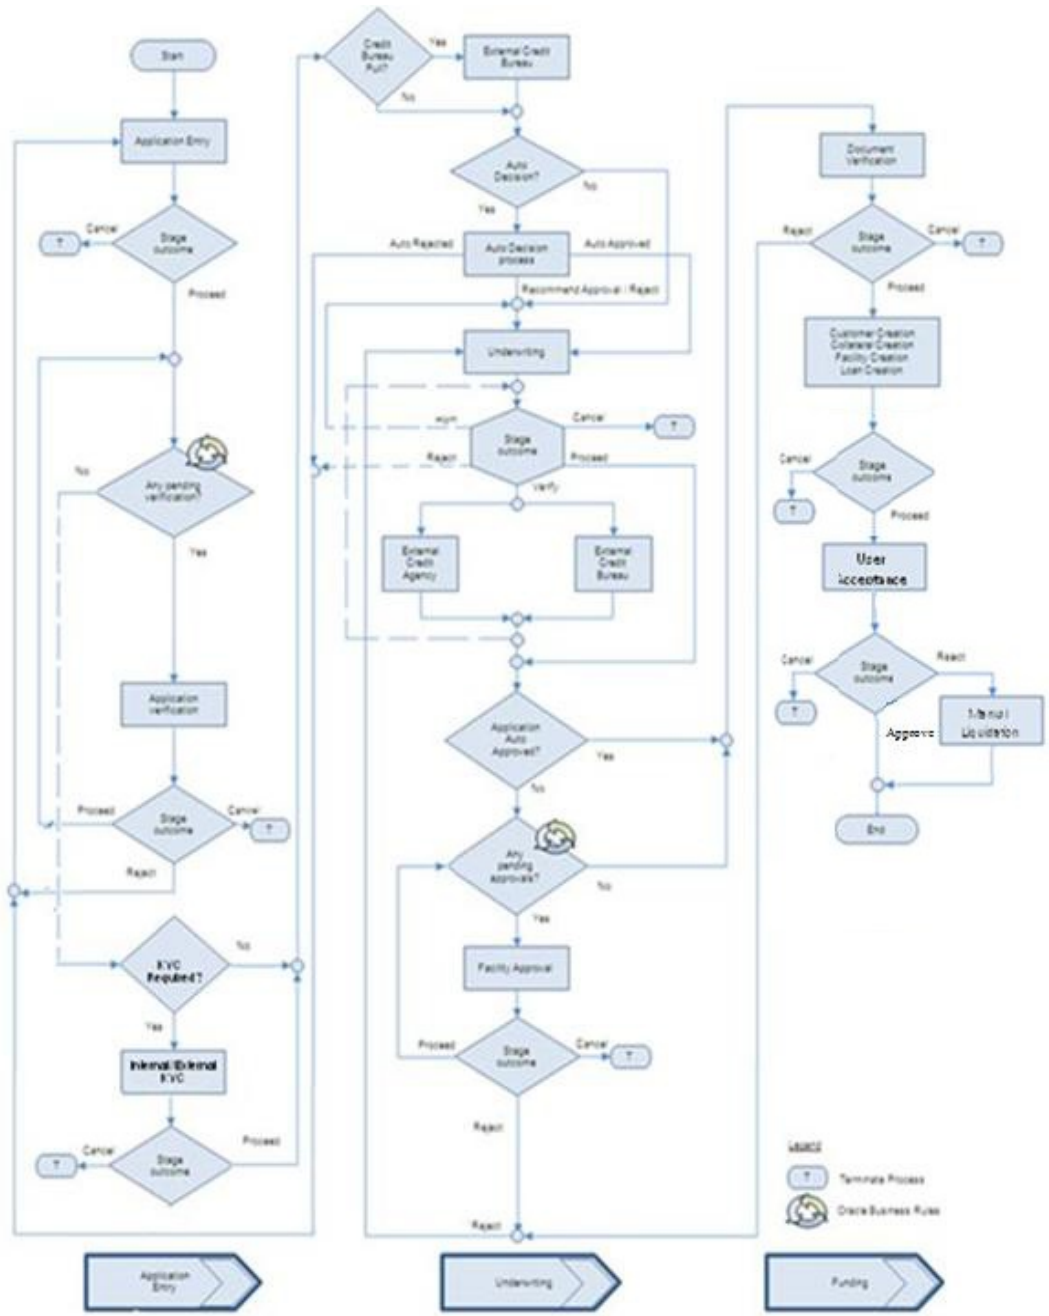 Start
Application Entry
Cancel
T
Stage
outcome
Proceed
No
Any pending
verification?
Yes
Application
verification
Proceed
Stage
outcome
Cancel
T
Reject
KYC
Required?
No
Yes
Internal/External
KYC
T
Cancel
Stage
outcome
Proceed
Application
Entry
Credit
Bureau
Pull?
Yes
External Credit
Bureau
No
Auto
Decision?
No
Yes
Auto Rejected
Auto Decision
process
Auto Approved
Recommend Approval / Reject
Underwriting
Cancel
T
Stage
outcome
Reject
Proceed
Verify
External
Credit
Agency
External
Credit
Bureau
Application
Auto
Approved?
Yes
No
Any
pending
approvals?
No
Yes
Facility Approval
Proceed
Stage
outcome
Cancel
T
Reject
Reject
Underwriting
Document
Verification
Reject
Stage
outcome
Cancel
T
Proceed
Customer Creation
Collateral Creation
Facility Creation
Loan Creation
Cancel
T
Stage
outcome
Proceed
User
Acceptance
Cancel
T
Stage
outcome
Reject
Approve
Manual
Liquidation
End
Legend
T
Terminate Process
Oracle Business Rules
Funding